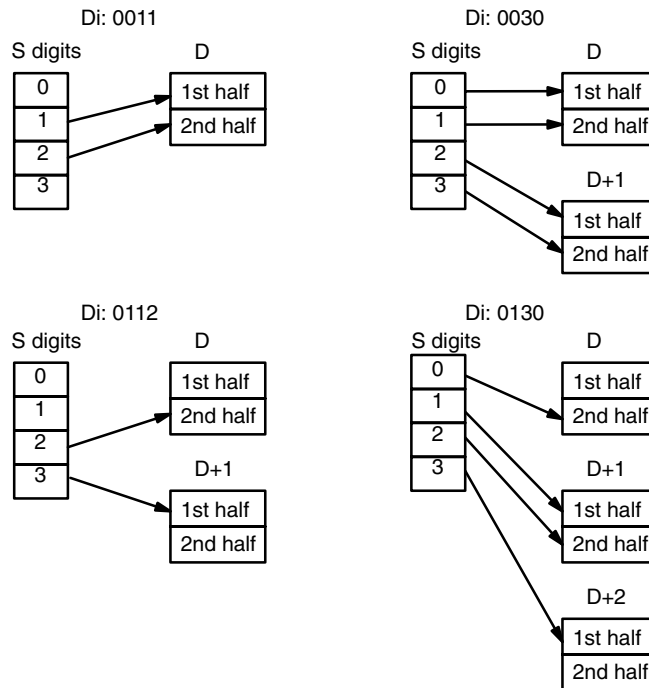 Di: 0011
S digits D
0
1
2
3
1st half
2nd half
Di: 0030
S digits D
0
1
2
3
1st half
2nd half
D+1
1st half
2nd half
Di: 0112
S digits D
0
1
2
3
1st half
2nd half
D+1
1st half
2nd half
Di: 0130
S digits D
0
1
2
3
1st half
2nd half
D+1
1st half
2nd half
D+2
1st half
2nd half